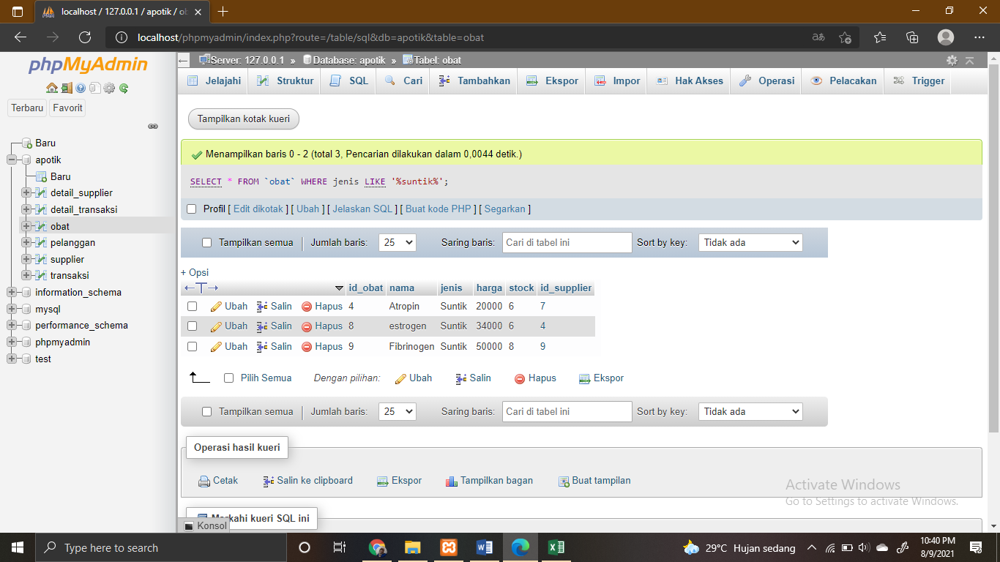 localhost / 127.0.0.1 / apotik / ob
localhost/phpmyadmin/index.php?route=/table/sql&db=apotik&table=obat
phpMyAdmin
Terbaru Favorit
Baru
apotik
Baru
detail_supplier
detail_transaksi
obat
pelanggan
supplier
transaksi
information_schema
mysql
performance_schema
phpmyadmin
test
Server: 127.0.0.1 » Database: apotik » Tabel: obat
Jelajahi Struktur SQL Cari Tambahkan Ekspor Impor Hak Akses Operasi Pelacakan Trigger
Tampilkan kotak kueri
Menampilkan baris 0 - 2 (total 3, Pencarian dilakukan dalam 0,0044 detik.)
SELECT * FROM `obat` WHERE jenis LIKE '%suntik%';
Profil [ Edit dikotak ] [ Ubah ] [ Jelaskan SQL ] [ Buat kode PHP ] [ Segarkan ]
Tampilkan semua | Jumlah baris: 25 Saring baris: Cari di tabel ini Sort by key: Tidak ada
+ Opsi
←T→ id_obat nama jenis harga stock id_supplier
Ubah Salin Hapus 4 Atropin Suntik 20000 6 7
Ubah Salin Hapus 8 estrogen Suntik 34000 6 4
Ubah Salin Hapus 9 Fibrinogen Suntik 50000 8 9
Pilih Semua Dengan pilihan: Ubah Salin Hapus Ekspor
Tampilkan semua | Jumlah baris: 25 Saring baris: Cari di tabel ini Sort by key: Tidak ada
Operasi hasil kueri
Cetak Salin ke clipboard Ekspor Tampilkan bagan Buat tampilan
Activate Windows
Go to Settings to activate Windows.
kueri SQL ini
Konsol
Type here to search
29°C Hujan sedang
10:40 PM
8/9/2021